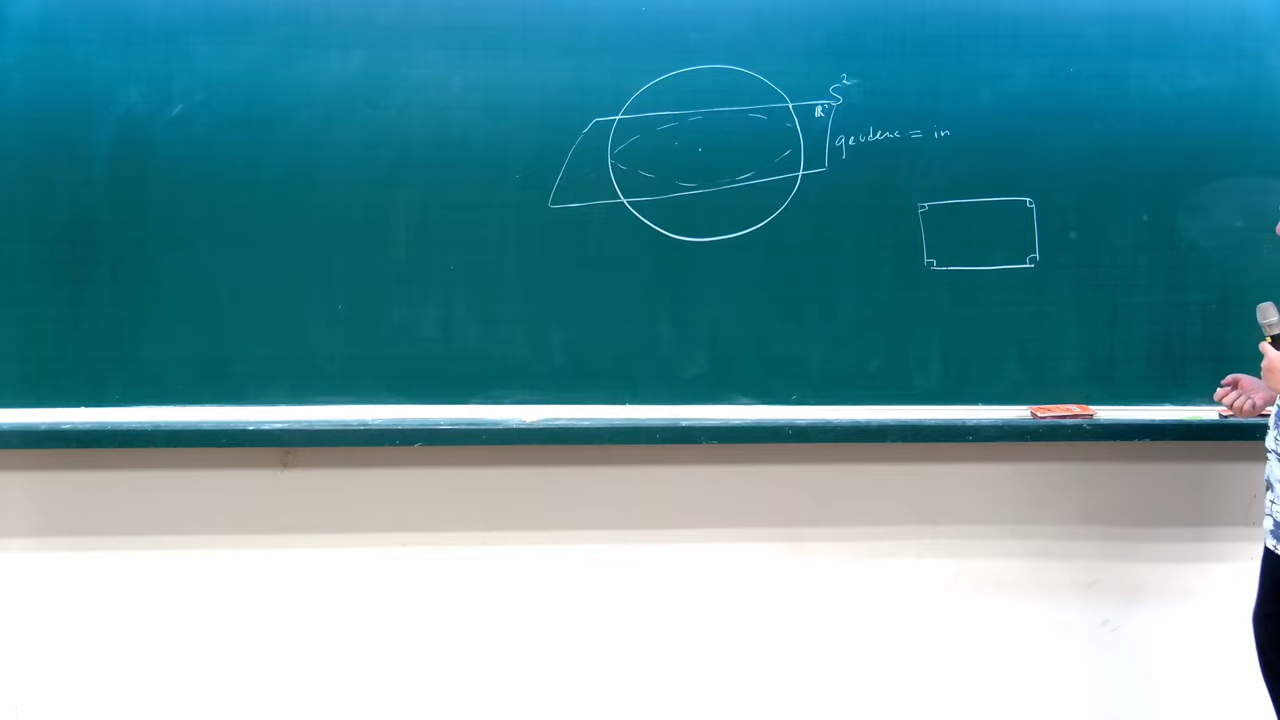 S²
ℝ²
geodesic = in